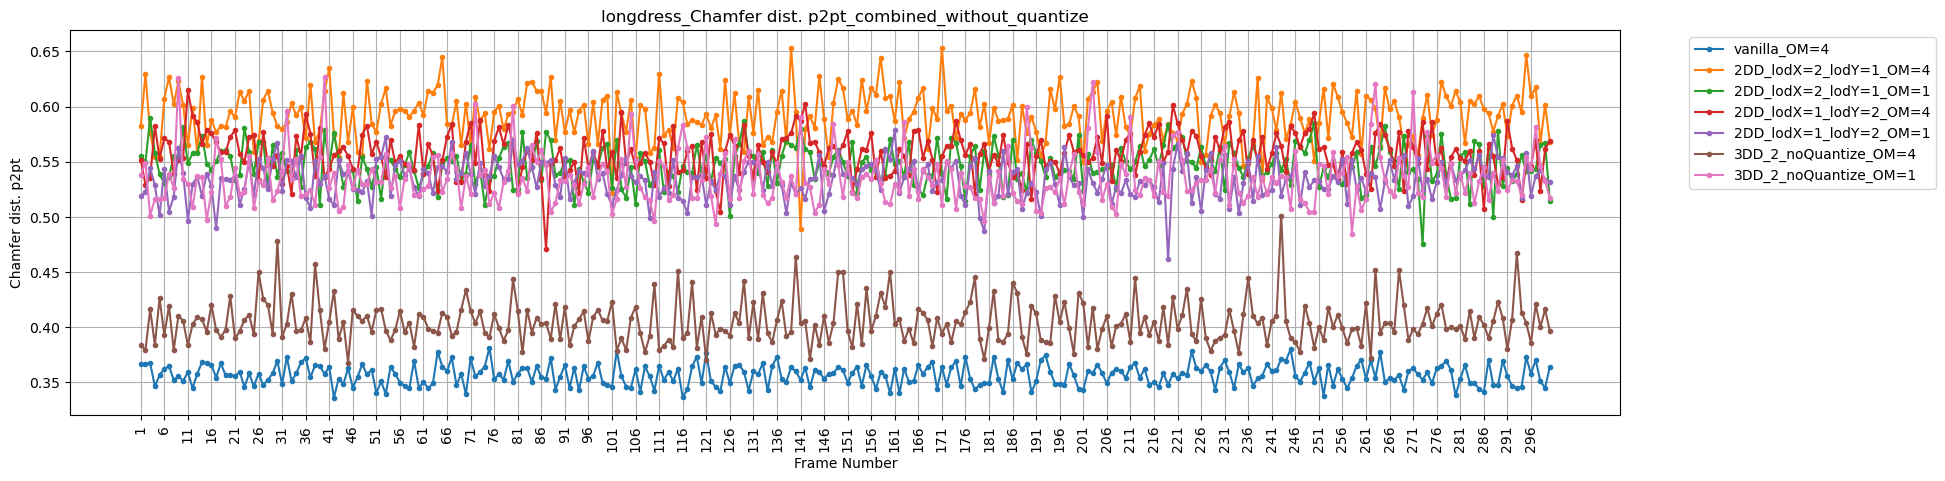 longdress_Chamfer dist. p2pt_combined_without_quantize
Chamfer dist. p2pt
0.65
0.60
0.55
0.50
0.45
0.40
0.35
1 6 11 16 21 26 31 36 41 46 51 56 61 66 71 76 81 86 91 96 101 106 111 116 121 126 131 136 141 146 151 156 161 166 171 176 181 186 191 196 201 206 211 216 221 226 231 236 241 246 251 256 261 266 271 276 281 286 291 296
Frame Number
vanilla_OM=4
2DD_lodX=2_lodY=1_OM=4
2DD_lodX=2_lodY=1_OM=1
2DD_lodX=1_lodY=2_OM=4
2DD_lodX=1_lodY=2_OM=1
3DD_2_noQuantize_OM=4
3DD_2_noQuantize_OM=1